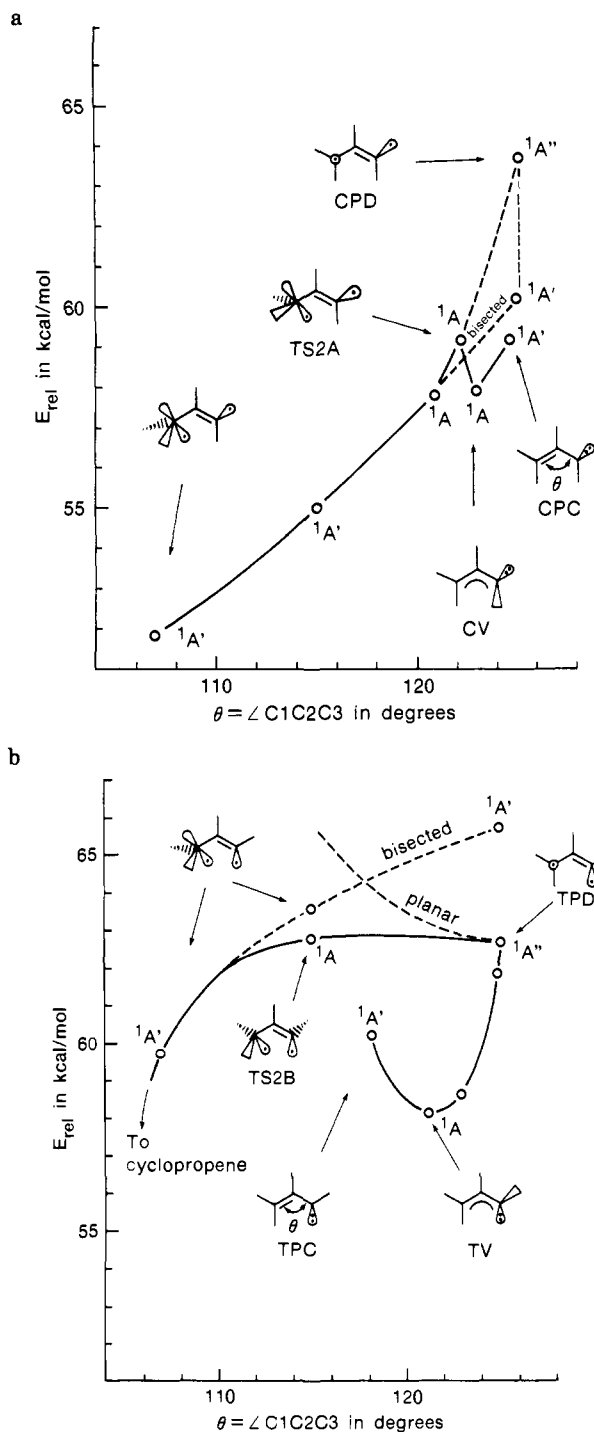 a
65
60
55
E_rel in kcal/mol
110
120
θ = ∠ C1C2C3 in degrees
CPD
¹A"
TS2A
¹A
bisected
¹A'
¹A
¹A
¹A'
θ
CPC
CV
¹A'
¹A'
b
65
60
55
E_rel in kcal/mol
110
120
θ = ∠ C1C2C3 in degrees
¹A'
bisected
planar
TPD
¹A"
¹A
¹A'
TS2B
¹A'
¹A
To
cyclopropene
θ
TPC
TV